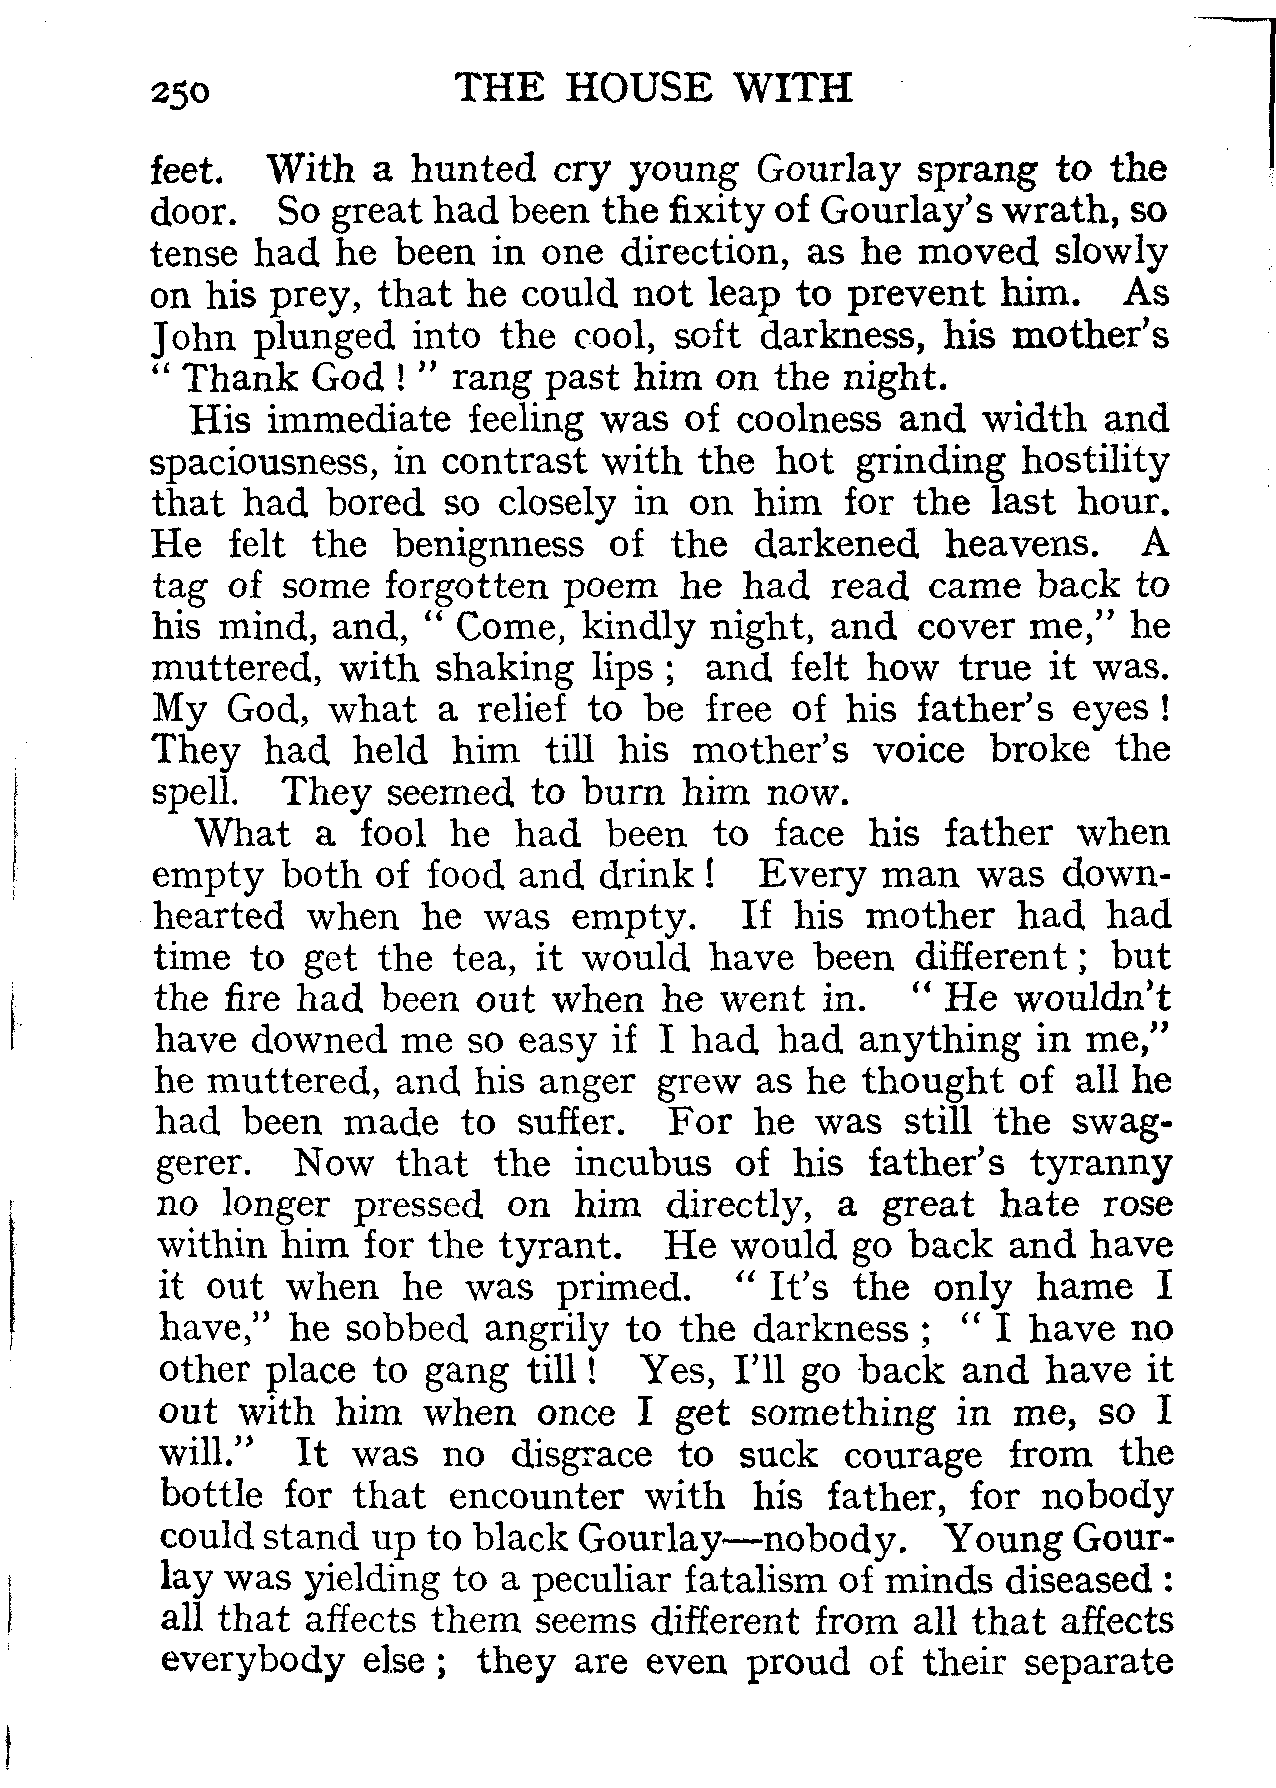 250 THE HOUSE WITH
feet. With a hunted cry young Gourlay sprang to the
door. So great had been the fixity of Gourlay's wrath, so
tense had he been in one direction, as he moved slowly
on his prey, that he could not leap to prevent him. As
John plunged into the cool, soft darkness, his mother's
" Thank God ! " rang past him on the night.
His immediate feeling was of coolness and width and
spaciousness, in contrast with the hot grinding hostility
that had bored so closely in on him for the last hour.
He felt the benignness of the darkened heavens. A
tag of some forgotten poem he had read came back to
his mind, and, " Come, kindly night, and cover me," he
muttered, with shaking lips ; and felt how true it was.
My God, what a relief to be free of his father's eyes !
They had held him till his mother's voice broke the
spell. They seemed to burn him now.
What a fool he had been to face his father when
empty both of food and drink ! Every man was down-
hearted when he was empty. If his mother had had
time to get the tea, it would have been different ; but
the fire had been out when he went in. " He wouldn't
have downed me so easy if I had had anything in me,"
he muttered, and his anger grew as he thought of all he
had been made to suffer. For he was still the swag-
gerer. Now that the incubus of his father's tyranny
no longer pressed on him directly, a great hate rose
within him for the tyrant. He would go back and have
it out when he was primed. " It's the only hame I
have," he sobbed angrily to the darkness ; " I have no
other place to gang till ! Yes, I'll go back and have it
out with him when once I get something in me, so I
will." It was no disgrace to suck courage from the
bottle for that encounter with his father, for nobody
could stand up to black Gourlay—nobody. Young Gour-
lay was yielding to a peculiar fatalism of minds diseased :
all that affects them seems different from all that affects
everybody else ; they are even proud of their separate